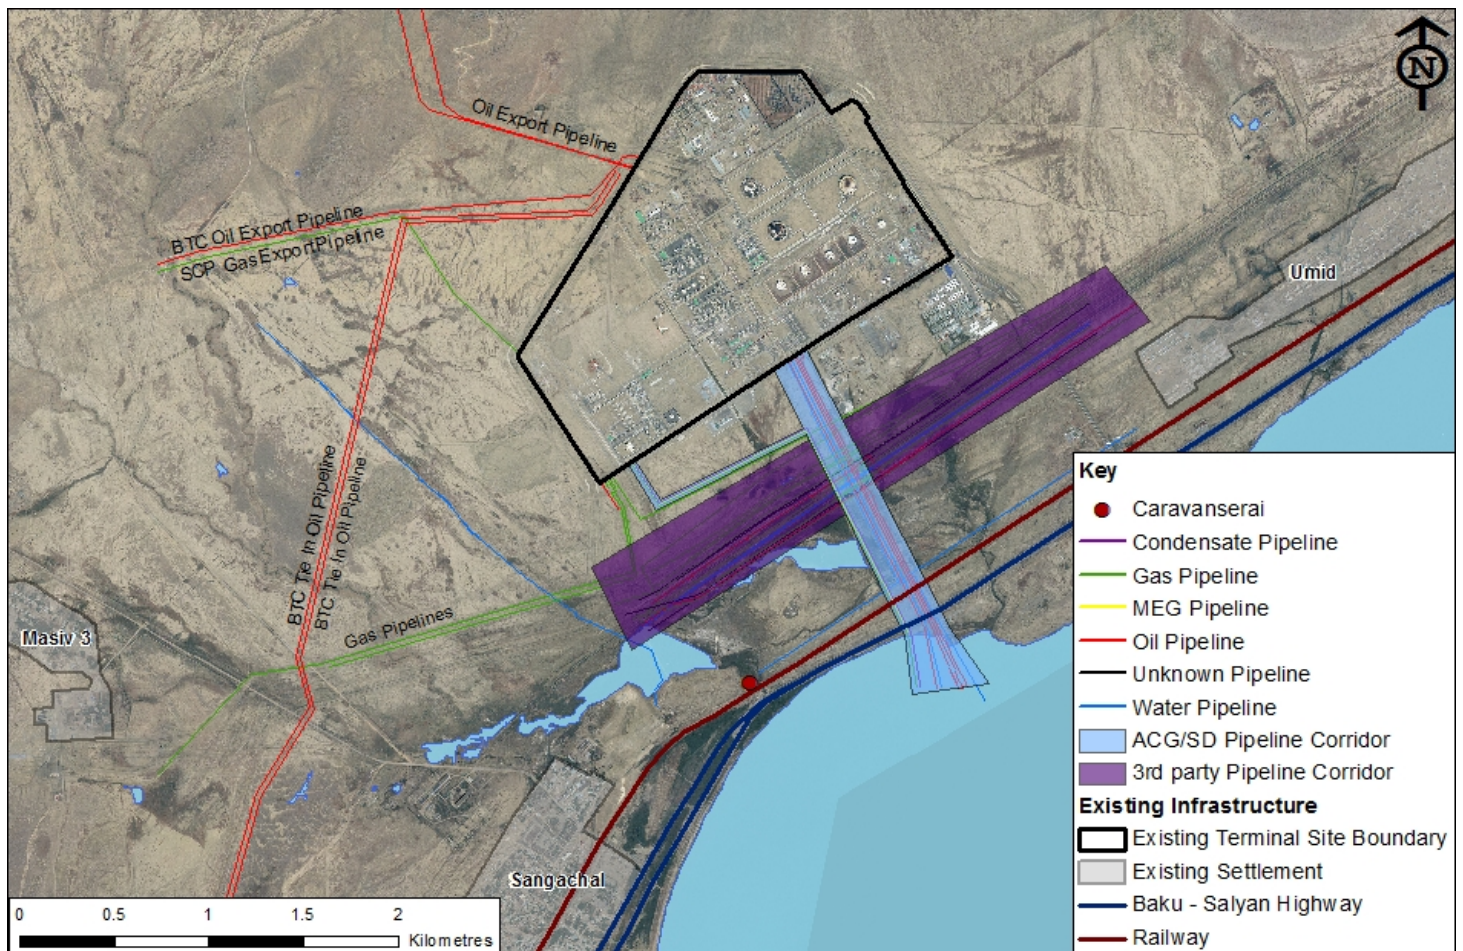 N
Oil Export Pipeline
BTC Oil Export Pipeline
SCP Gas Export Pipeline
Umid
BTC Tie In Oil Pipeline
BTC Tie In Oil Pipeline
Gas Pipelines
Masiv 3
Sangachal
Key
Caravanserai
Condensate Pipeline
Gas Pipeline
MEG Pipeline
Oil Pipeline
Unknown Pipeline
Water Pipeline
ACG/SD Pipeline Corridor
3rd party Pipeline Corridor
Existing Infrastructure
Existing Terminal Site Boundary
Existing Settlement
Baku - Salyan Highway
Railway
0 0.5 1 1.5 2
Kilometres